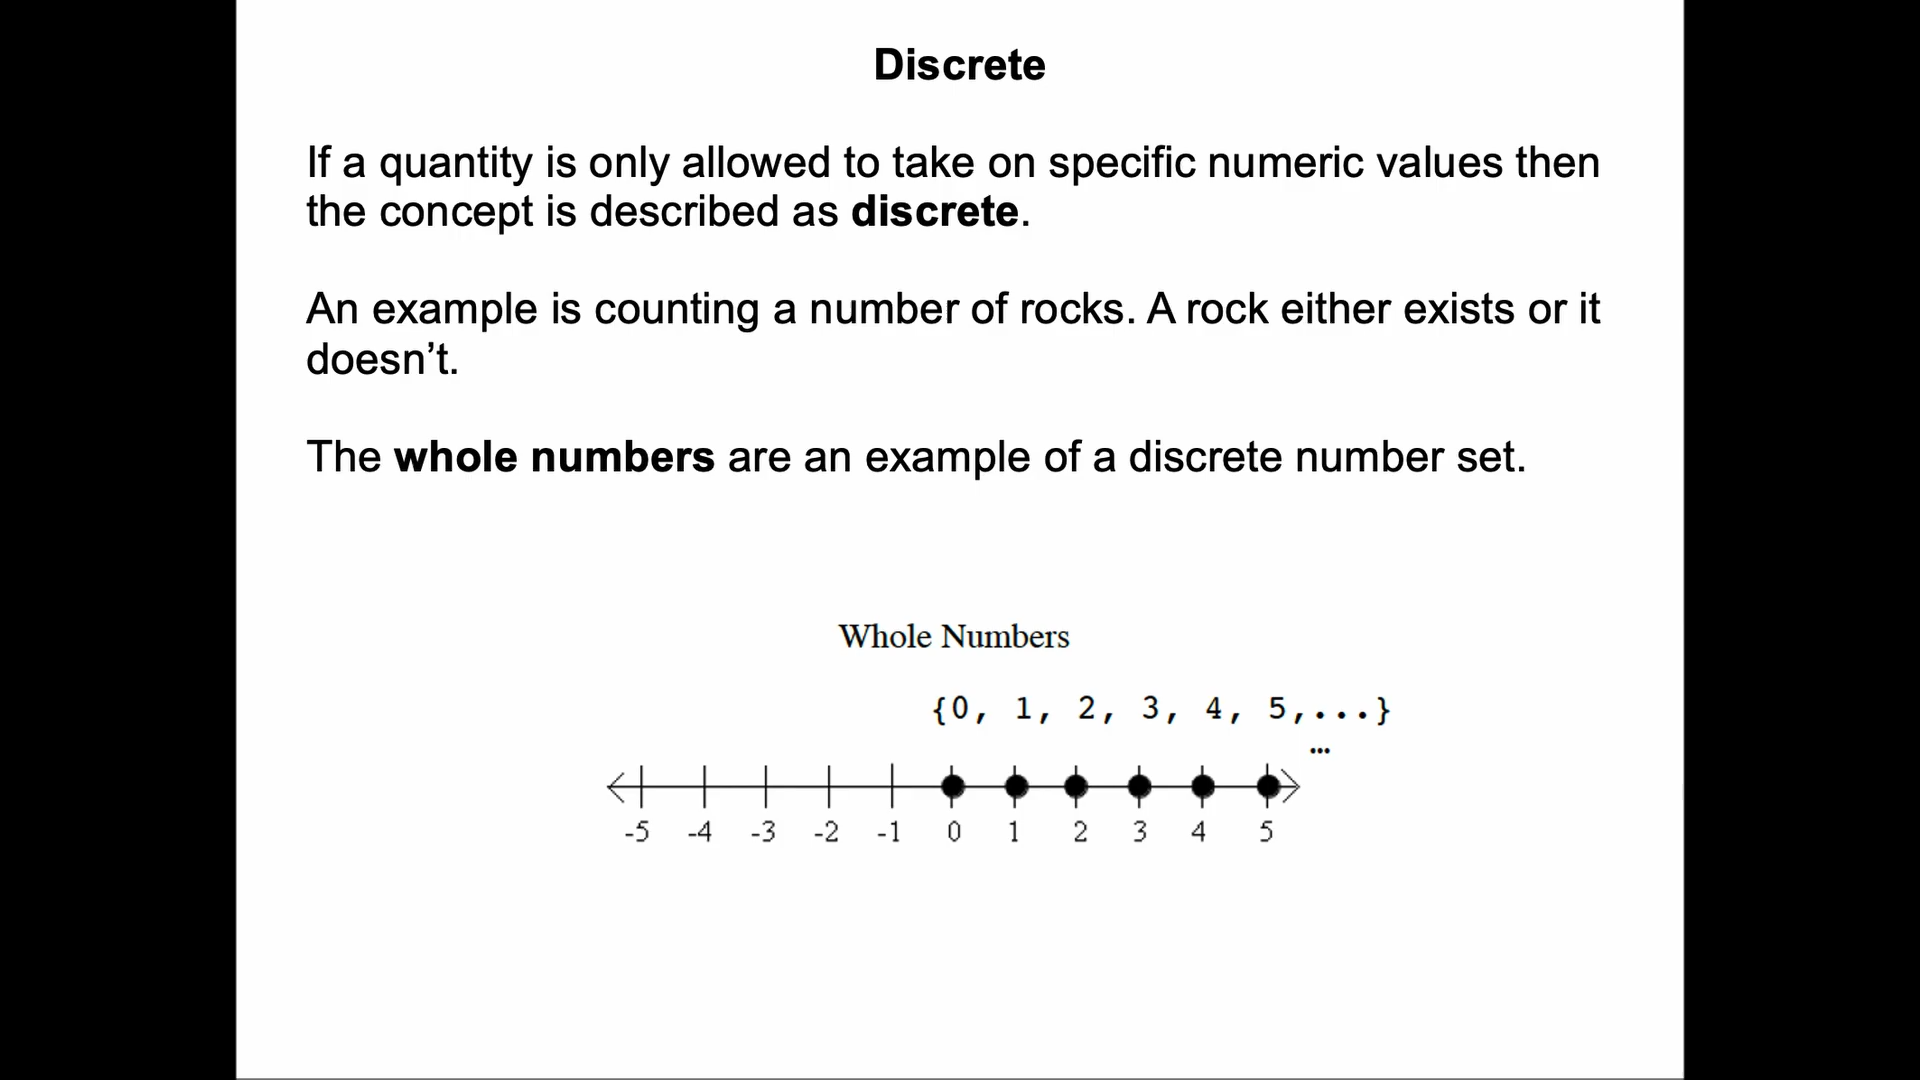 Discrete
If a quantity is only allowed to take on specific numeric values then
the concept is described as discrete.
An example is counting a number of rocks. A rock either exists or it
doesn’t.
The whole numbers are an example of a discrete number set.
Whole Numbers
{0, 1, 2, 3, 4, 5,...}
...
-5 -4 -3 -2 -1 0 1 2 3 4 5